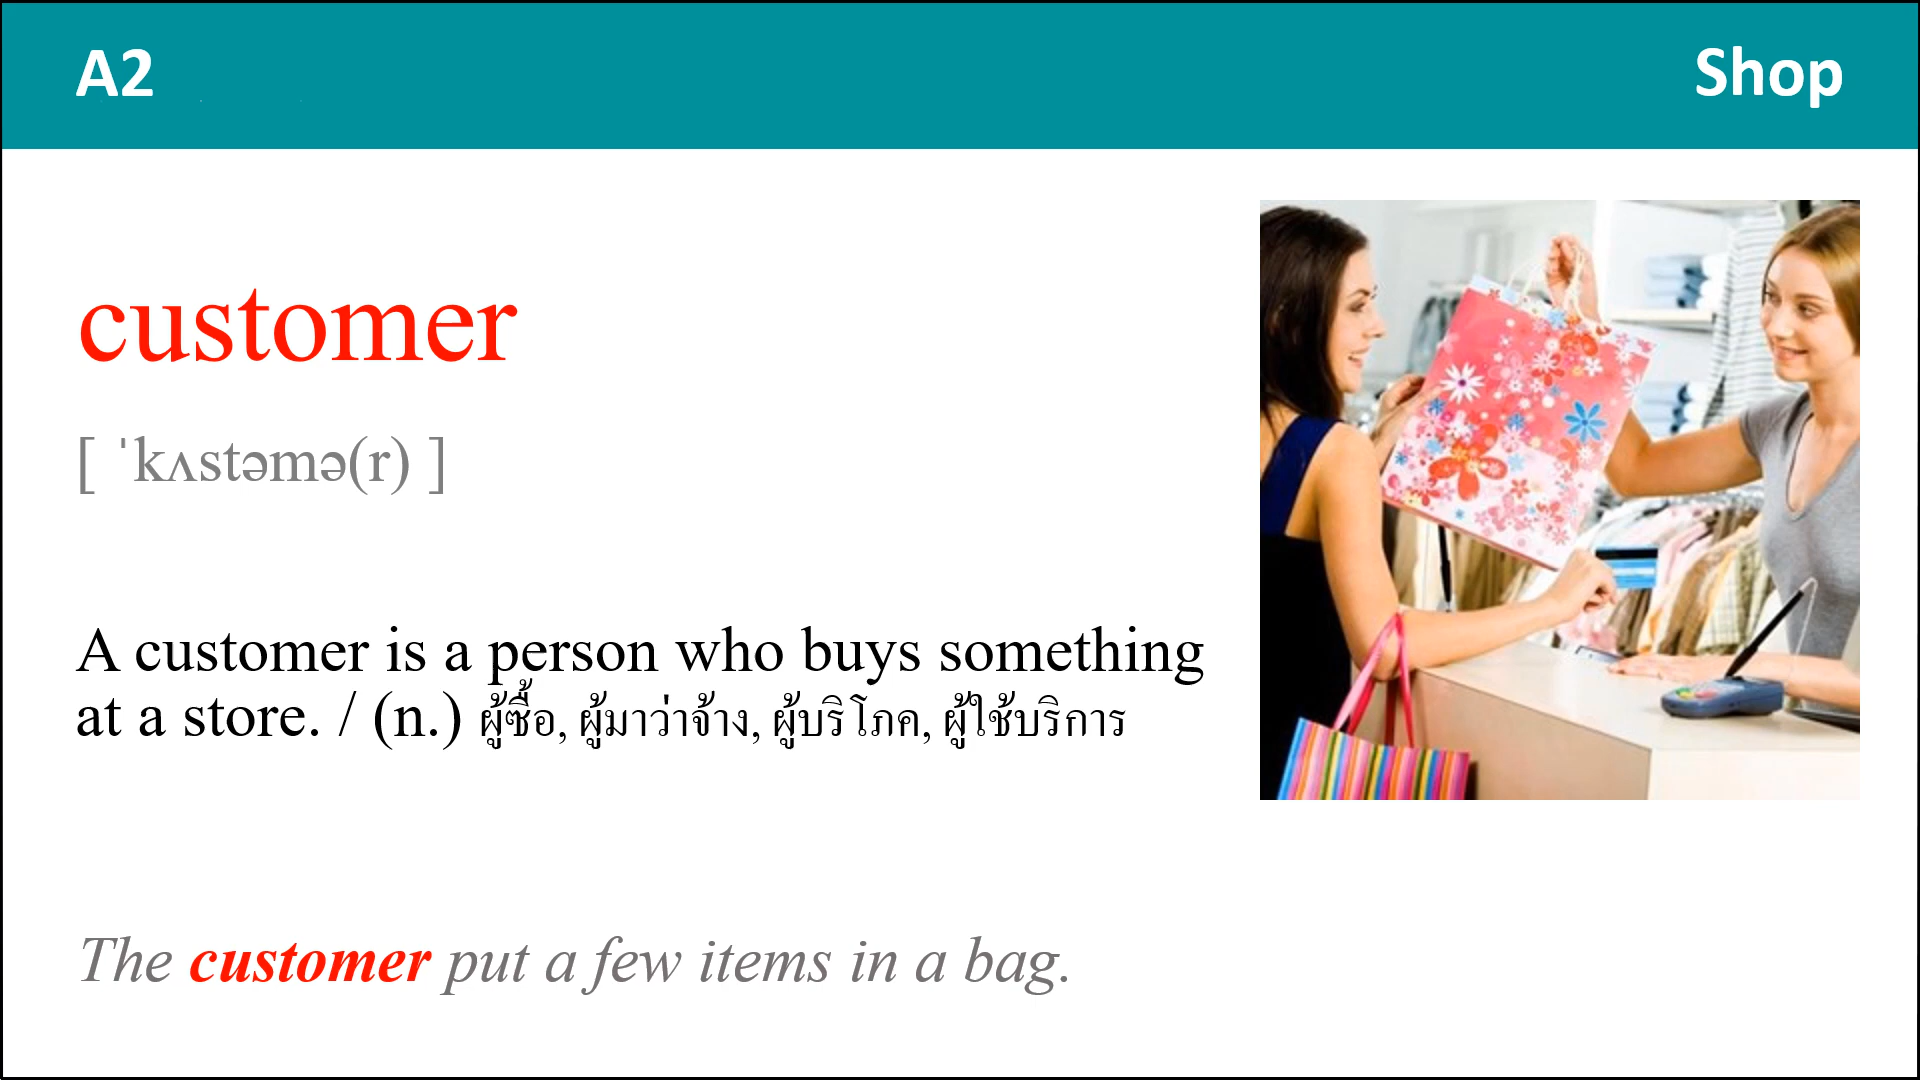 A2
Shop
customer
[ ˈkʌstəmə(r) ]
A customer is a person who buys something
at a store. / (n.) ผู้ซื้อ, ผู้มาว่าจ้าง, ผู้บริโภค, ผู้ใช้บริการ
The customer put a few items in a bag.